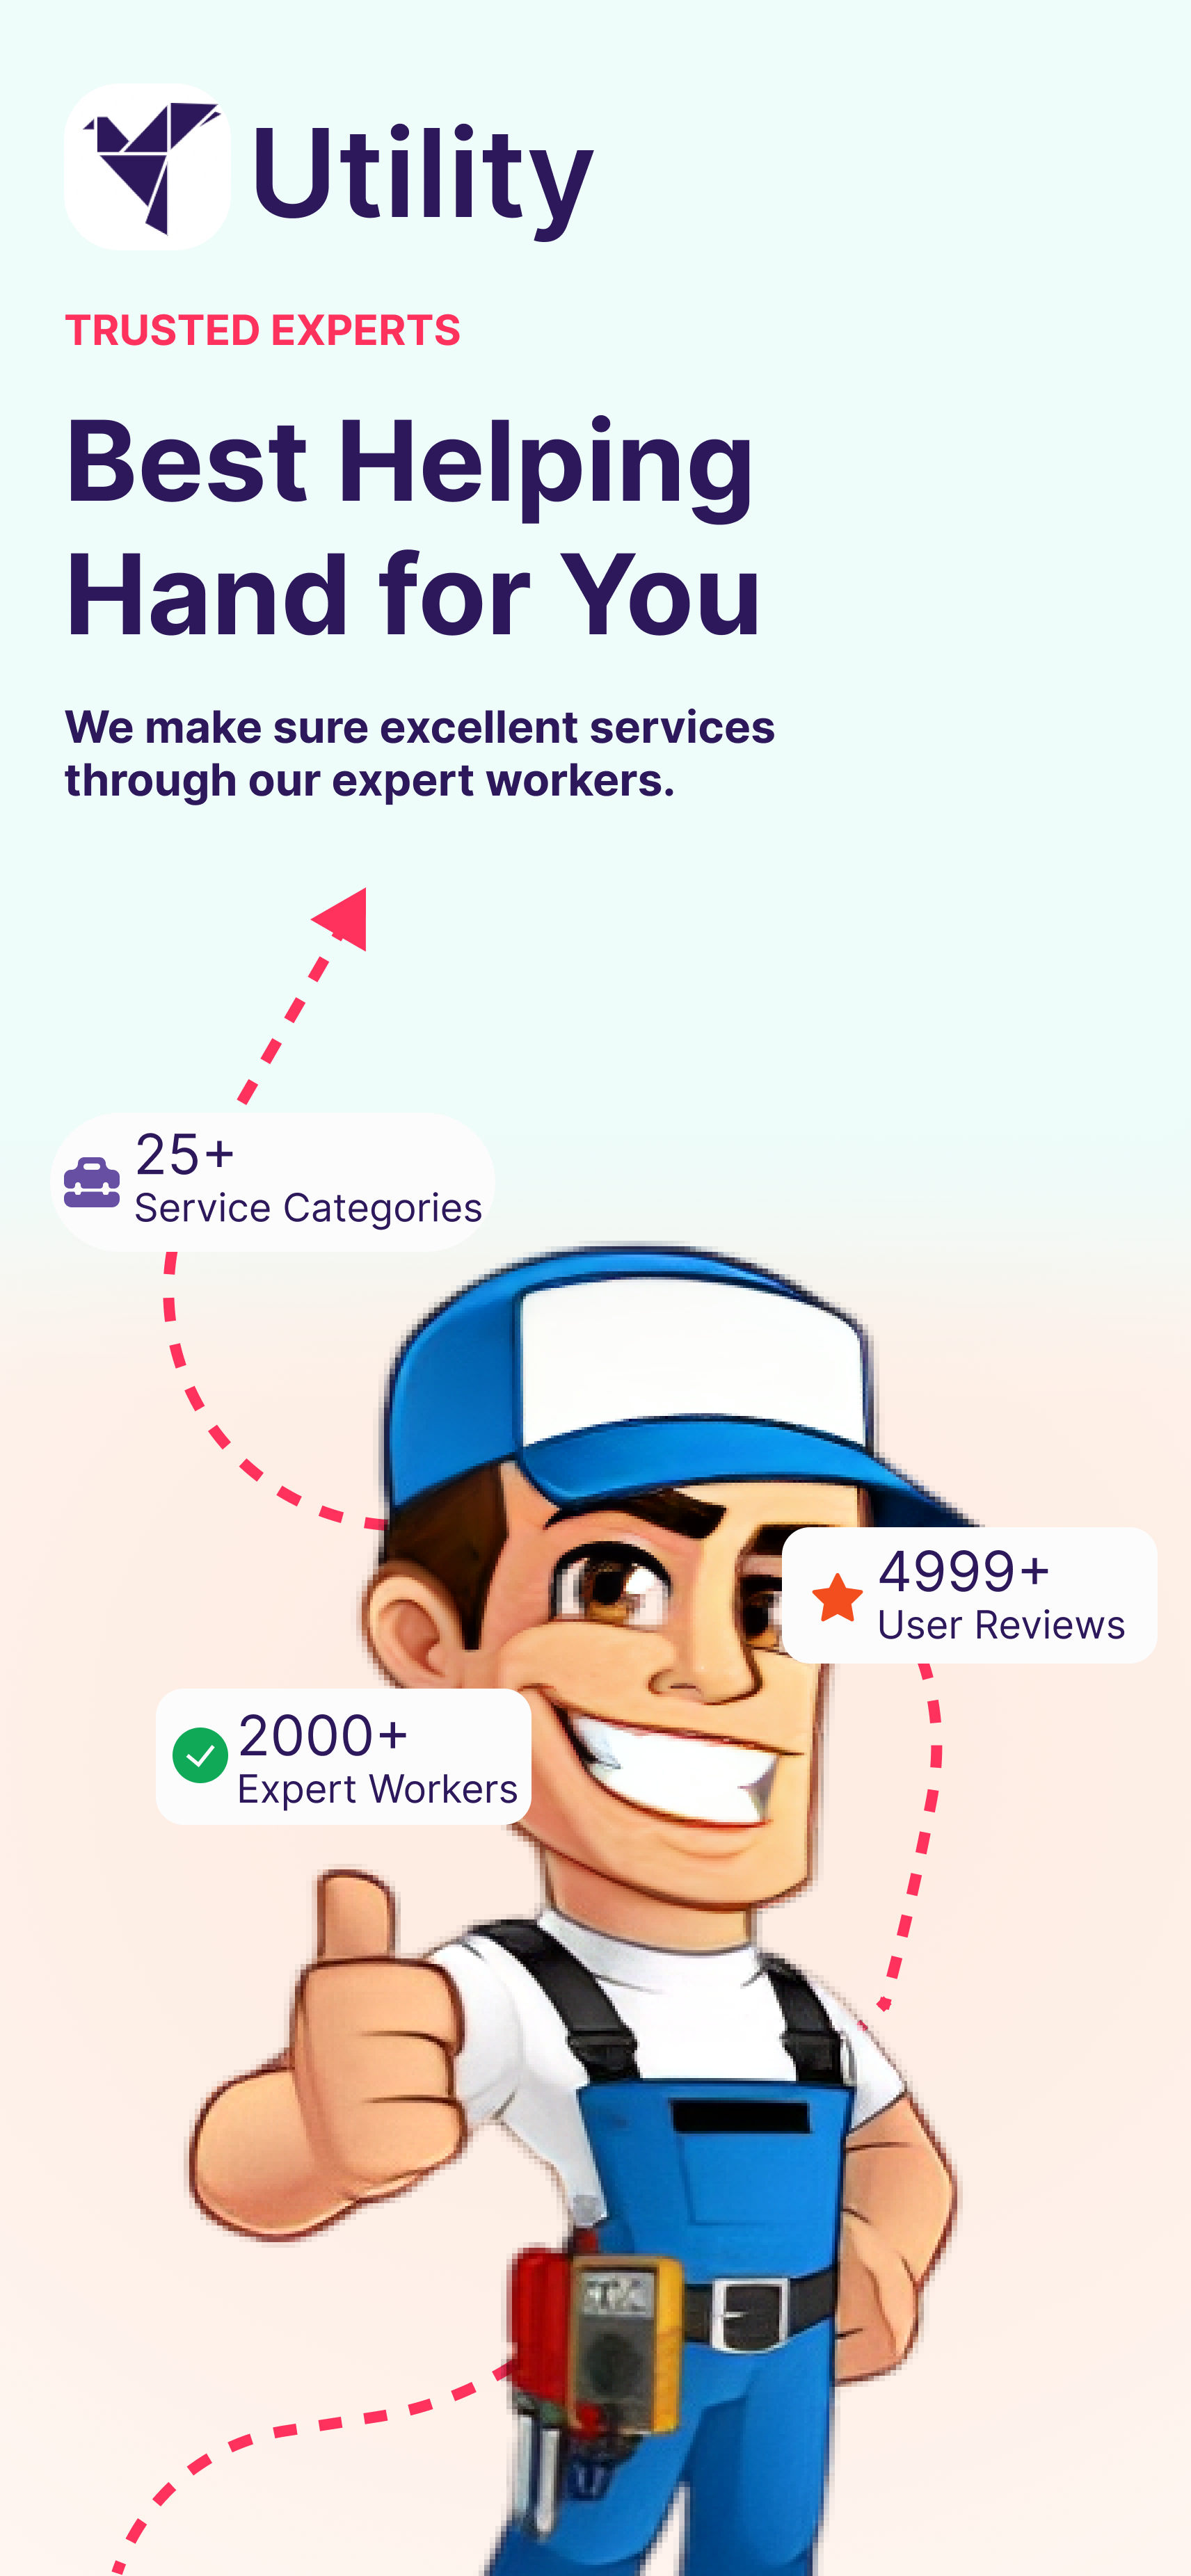 Utility
TRUSTED EXPERTS
Best Helping
Hand for You
We make sure excellent services
through our expert workers.
25+
Service Categories
4999+
User Reviews
2000+
Expert Workers